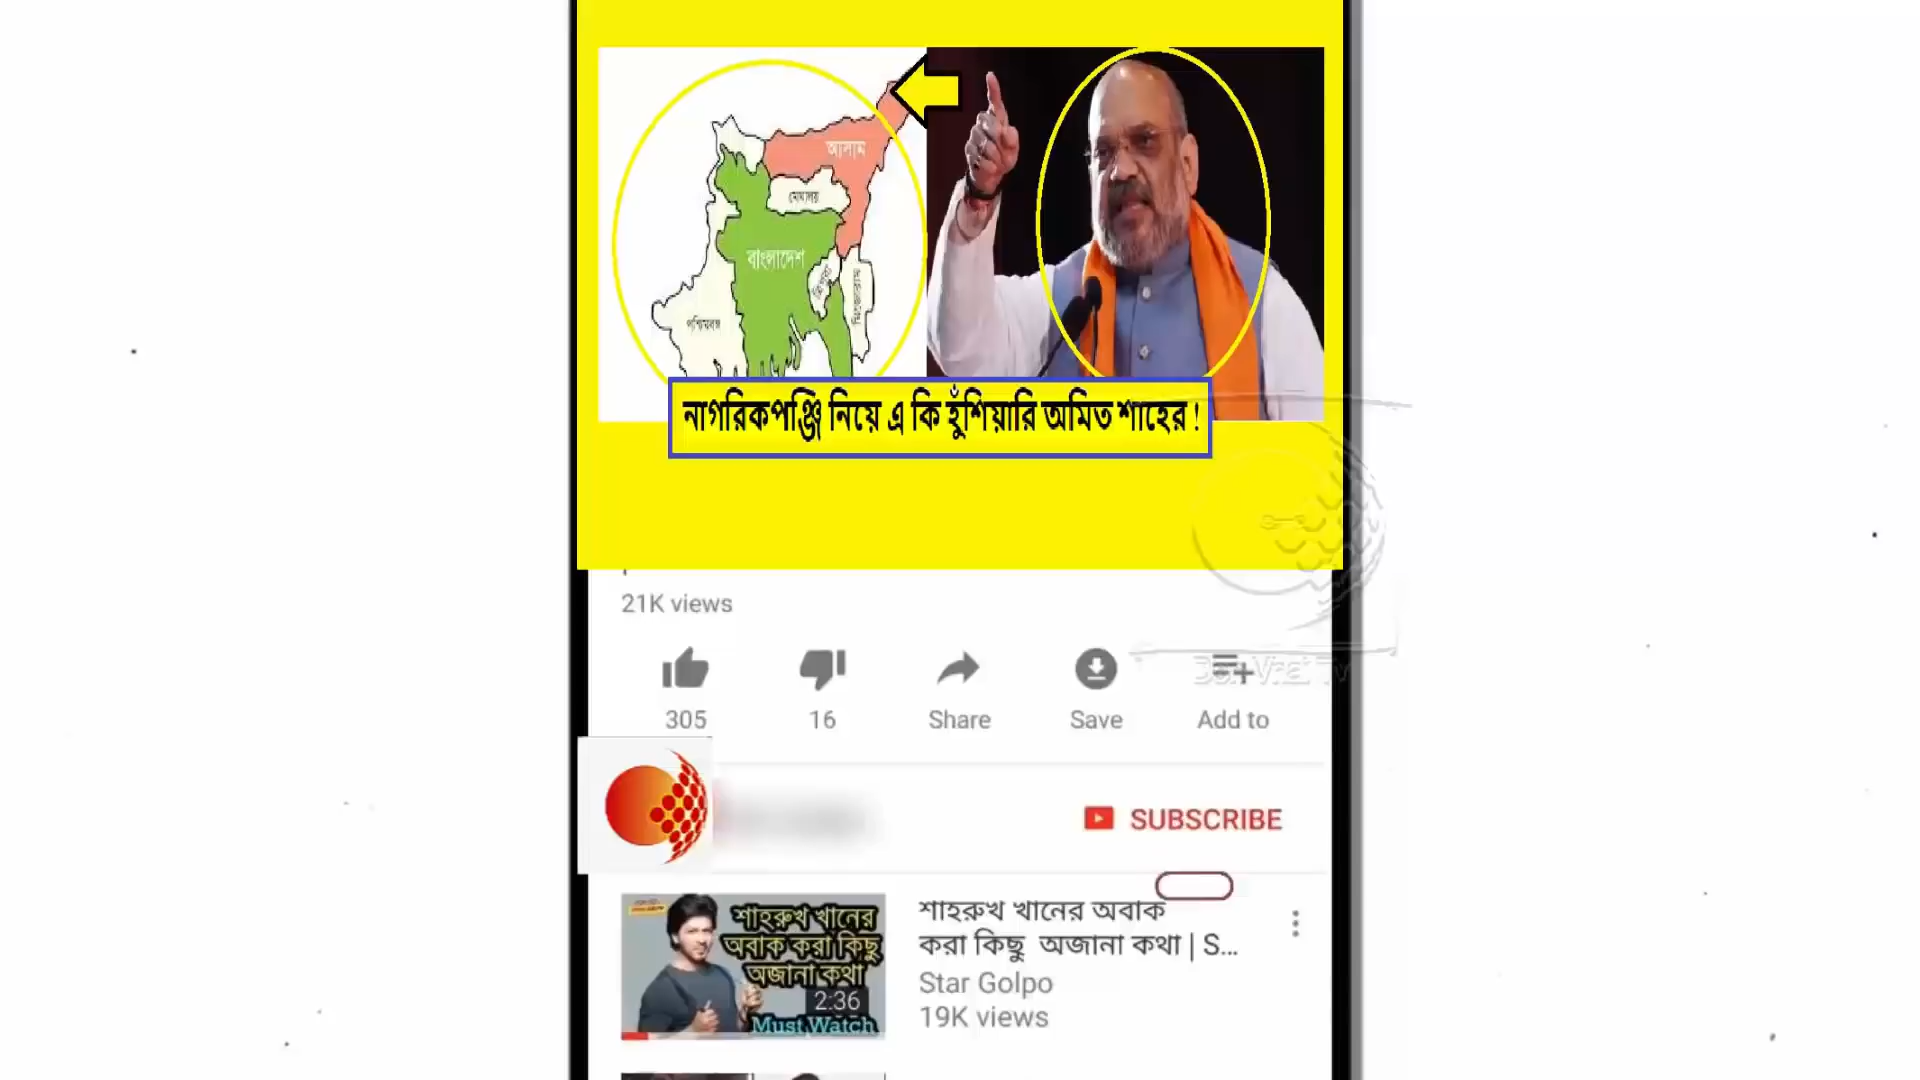 আসাম
মেঘালয়
বাংলাদেশ
ত্রিপুরা
মিজোরাম
পশ্চিমবঙ্গ
নাগরিকপঞ্জি নিয়ে এ কি হুঁশিয়ারি অমিত শাহের !
21K views
305
16
Share
Save
Add to
SUBSCRIBE
শাহরুখ খানের
অবাক করা কিছু
অজানা কথা
2:36
Must Watch
শাহরুখ খানের অবাক
করা কিছু অজানা কথা | S...
Star Golpo
19K views